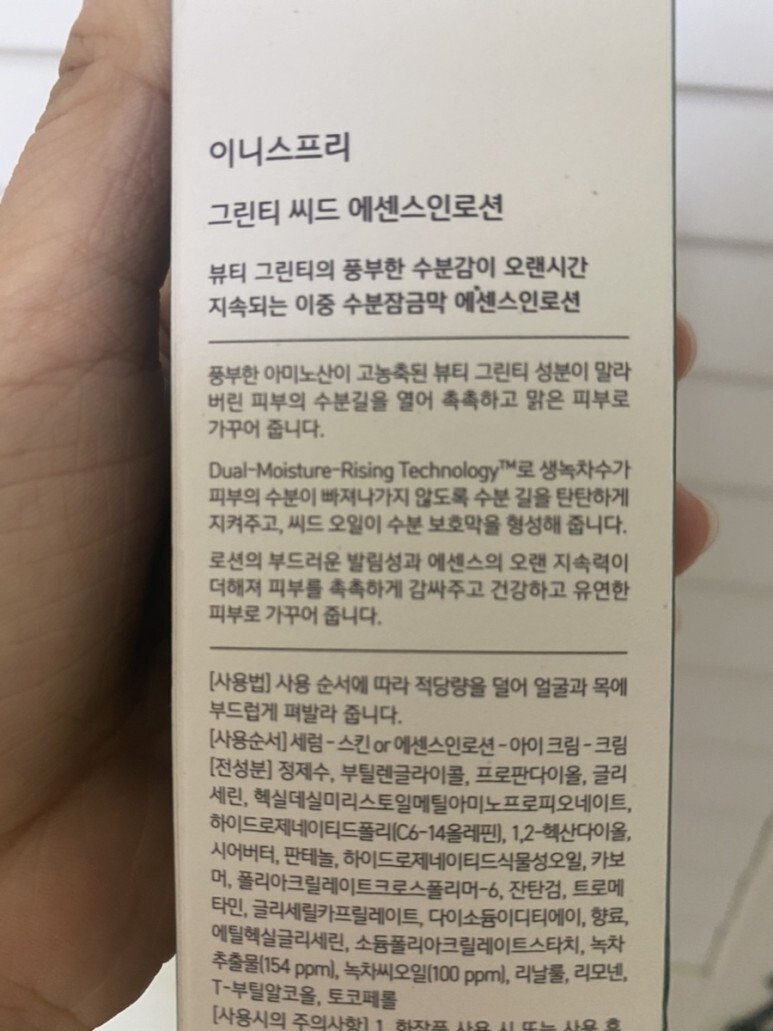 이니스프리
그린티 씨드 에센스인로션
뷰티 그린티의 풍부한 수분감이 오랜시간
지속되는 이중 수분잠금막 에센스인로션
풍부한 아미노산이 고농축된 뷰티 그린티 성분이 말라
버린 피부의 수분길을 열어 촉촉하고 맑은 피부로
가꾸어 줍니다.
Dual-Moisture-Rising Technology™로 생녹차수가
피부의 수분이 빠져나가지 않도록 수분 길을 탄탄하게
지켜주고, 씨드 오일이 수분 보호막을 형성해 줍니다.
로션의 부드러운 발림성과 에센스의 오랜 지속력이
더해져 피부를 촉촉하게 감싸주고 건강하고 유연한
피부로 가꾸어 줍니다.
[사용법] 사용 순서에 따라 적당량을 덜어 얼굴과 목에
부드럽게 펴발라 줍니다.
[사용순서] 세럼 - 스킨 or 에센스인로션 - 아이 크림 - 크림
[전성분] 정제수, 부틸렌글라이콜, 프로판다이올, 글리
세린, 헥실데실미리스토일메틸아미노프로피오네이트,
하이드로제네이티드폴리(C6-14올레핀), 1,2-헥산다이올,
시어버터, 판테놀, 하이드로제네이티드식물성오일, 카보
머, 폴리아크릴레이트크로스폴리머-6, 잔탄검, 트로메
타민, 글리세릴카프릴레이트, 다이소듐이디티에이, 향료,
에틸헥실글리세린, 소듐폴리아크릴레이트스타치, 녹차
추출물(154 ppm), 녹차씨오일(100 ppm), 리날룰, 리모넨,
T-부틸알코올, 토코페롤
[사용시의 주의사항] 1. 화장품 사용 시 또는 사용 후